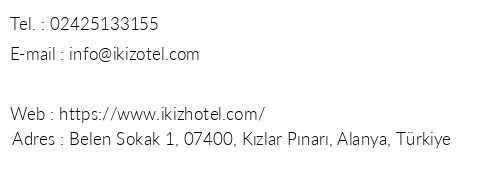 Tel. : 02425133155
E-mail : info@ikizotel.com
Web : https://www.ikizhotel.com/
Adres : Belen Sokak 1, 07400, Kızlar Pınarı, Alanya, Türkiye